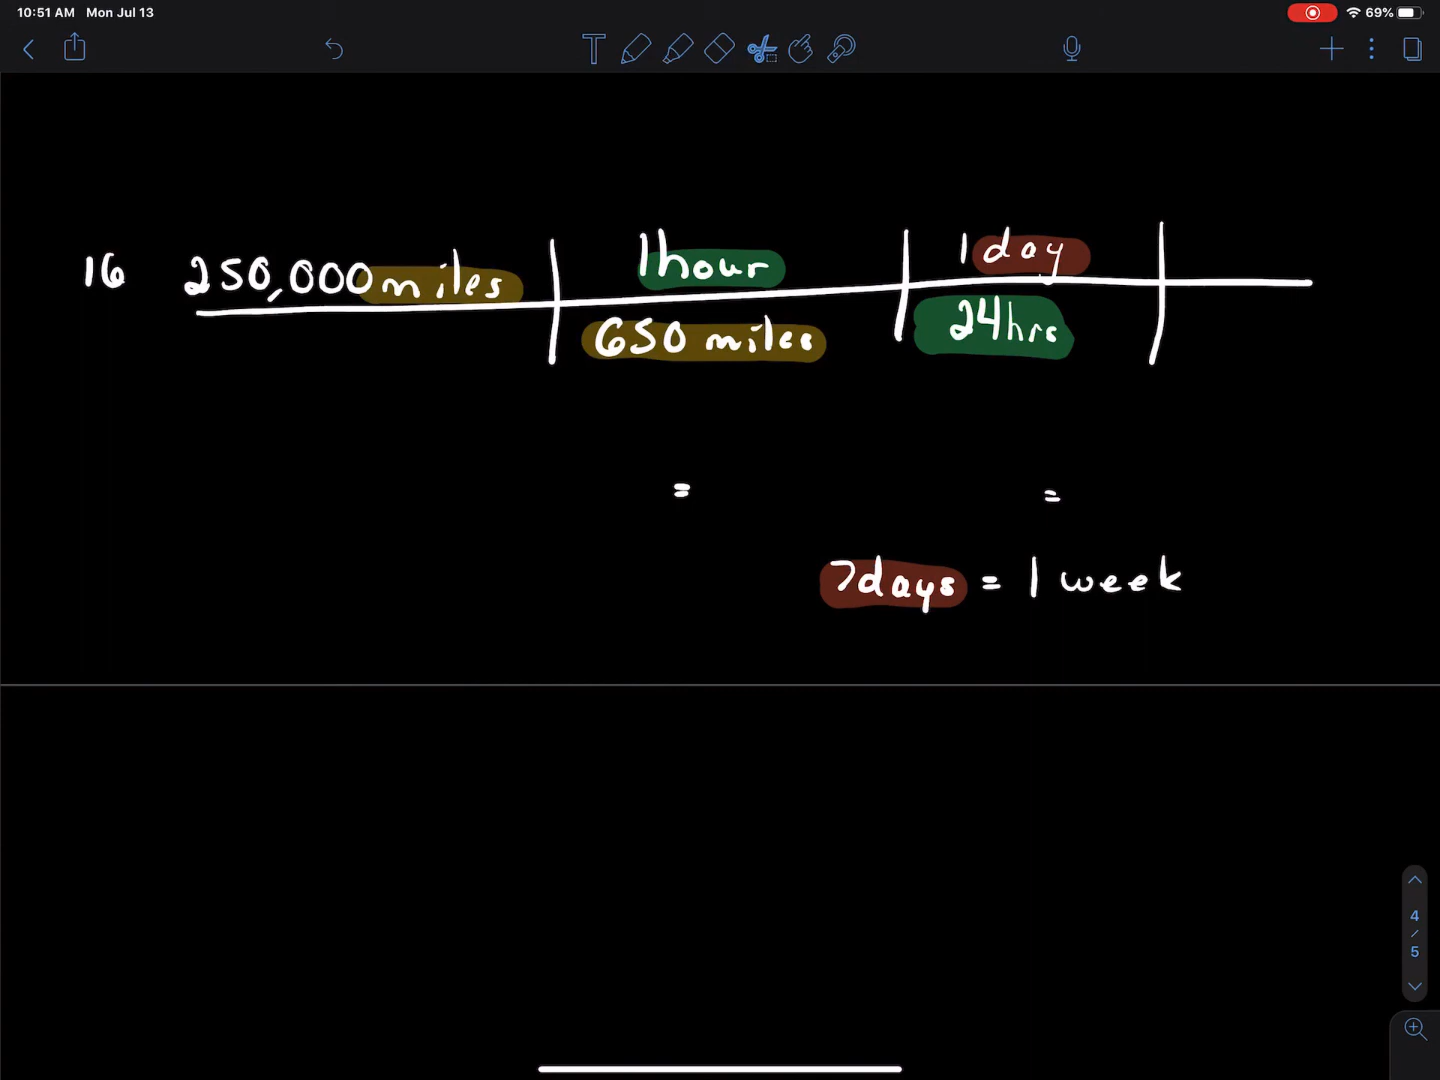 10:51 AM Mon Jul 13
69%
16 250,000 miles 1 hour 1 day
650 miles 24hrs
= =
7days = 1 week
4
/
5